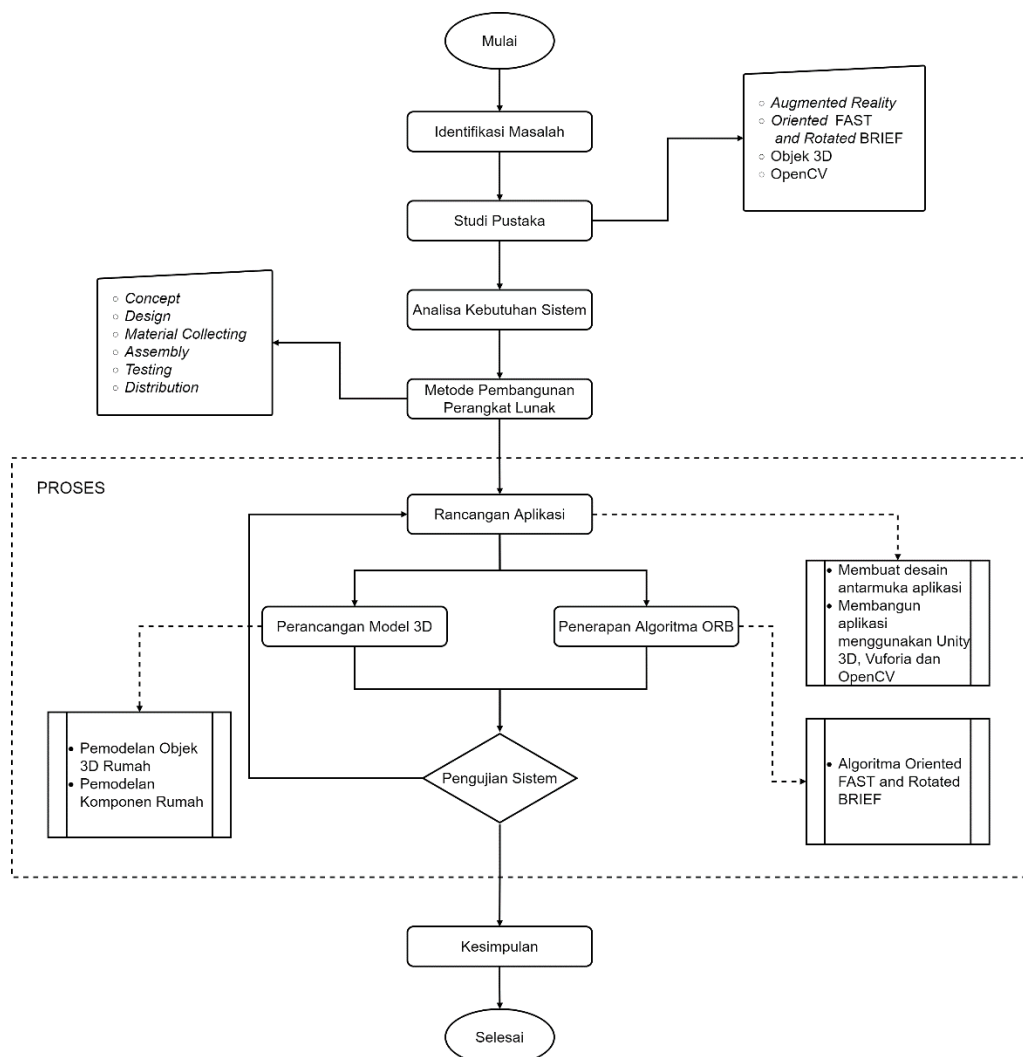 Mulai
Identifikasi Masalah
○ Augmented Reality
○ Oriented FAST
and Rotated BRIEF
○ Objek 3D
○ OpenCV
Studi Pustaka
Analisa Kebutuhan Sistem
○ Concept
○ Design
○ Material Collecting
○ Assembly
○ Testing
○ Distribution
Metode Pembangunan
Perangkat Lunak
PROSES
Rancangan Aplikasi
• Membuat desain
antarmuka aplikasi
• Membangun
aplikasi
menggunakan Unity
3D, Vuforia dan
OpenCV
Perancangan Model 3D
Penerapan Algoritma ORB
• Pemodelan Objek
3D Rumah
• Pemodelan
Komponen Rumah
Pengujian Sistem
• Algoritma Oriented
FAST and Rotated
BRIEF
Kesimpulan
Selesai